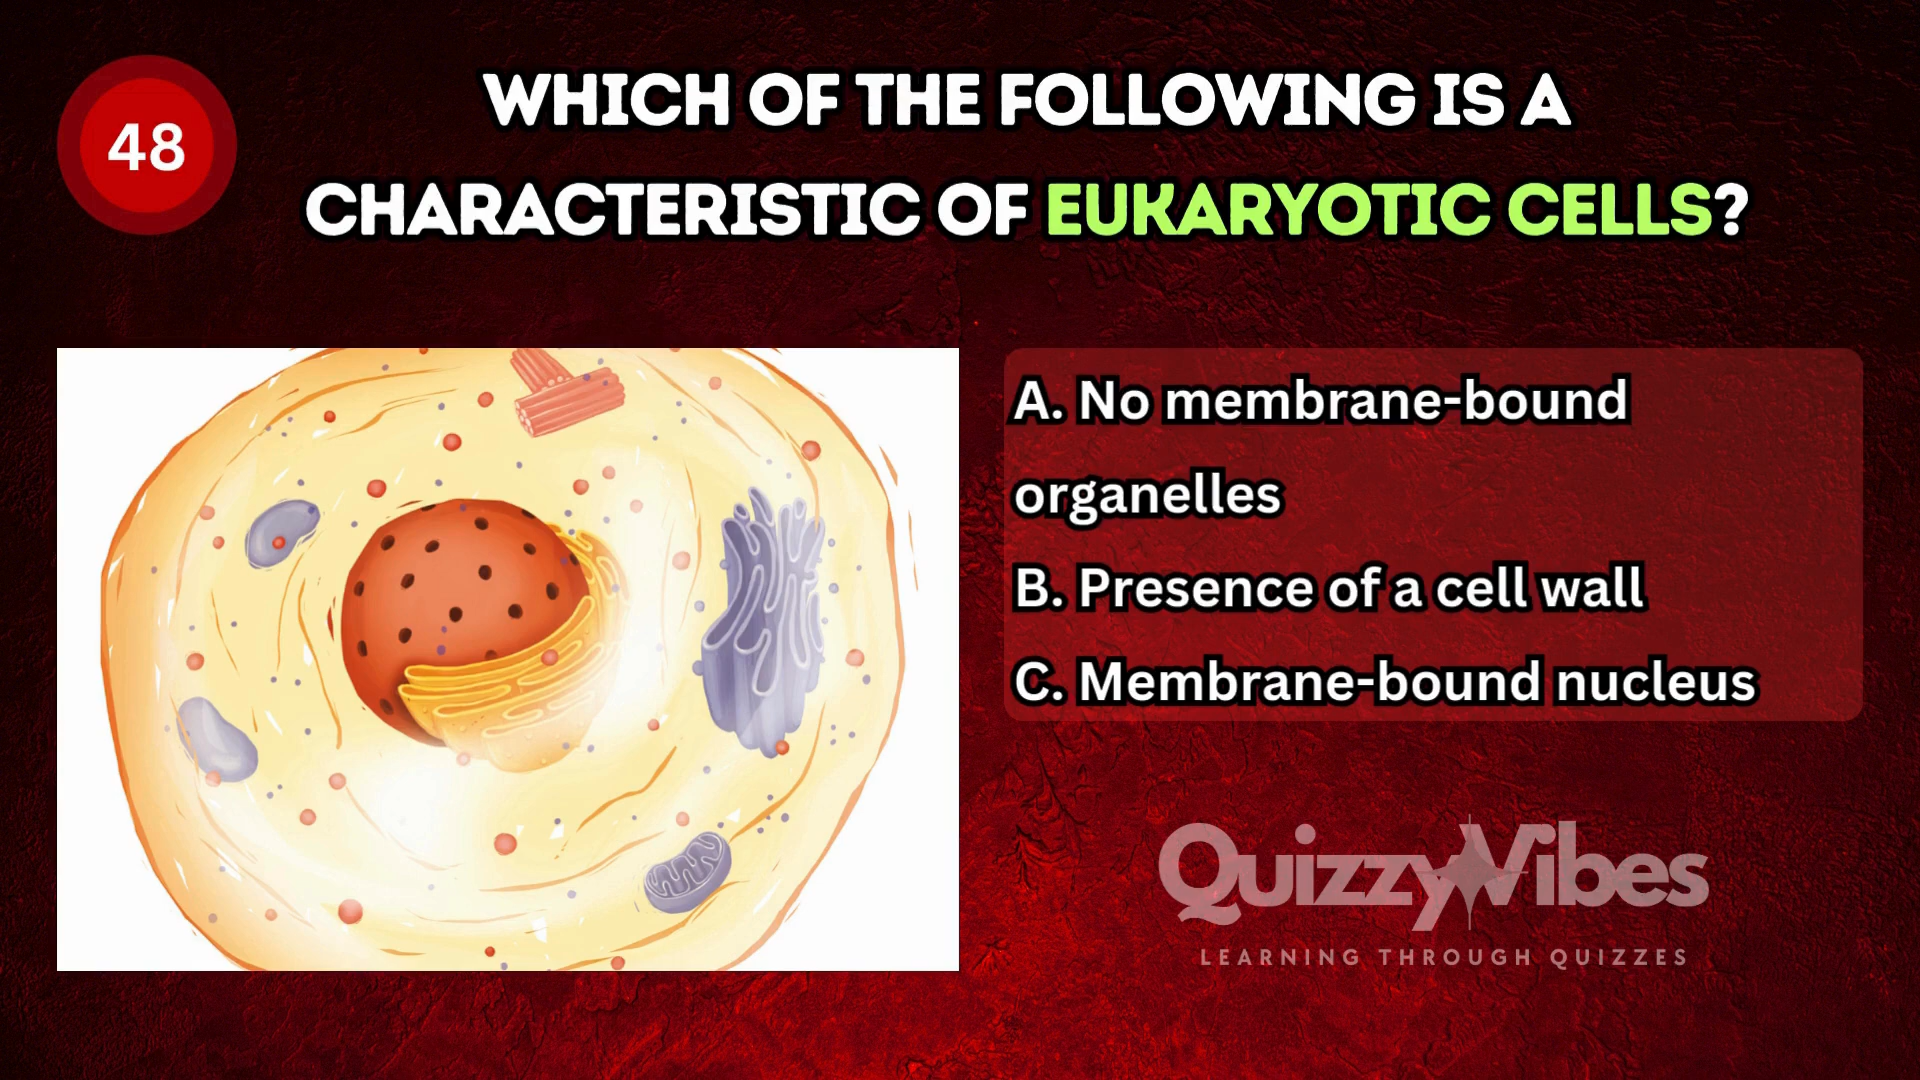 48
WHICH OF THE FOLLOWING IS A
CHARACTERISTIC OF EUKARYOTIC CELLS?
A. No membrane-bound
organelles
B. Presence of a cell wall
C. Membrane-bound nucleus
QuizzyVibes
LEARNING THROUGH QUIZZES